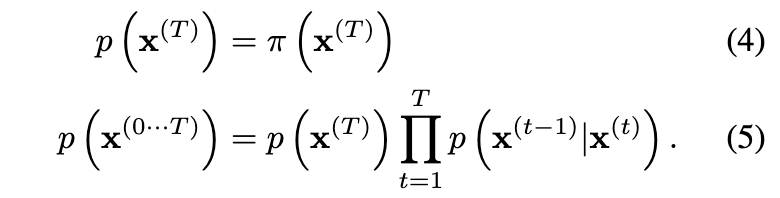 p(𝐱^(T)) = π(𝐱^(T)) (4)
p(𝐱^(0⋯T)) = p(𝐱^(T)) ∏_{t=1}^{T} p(𝐱^(t−1)|𝐱^(t)). (5)